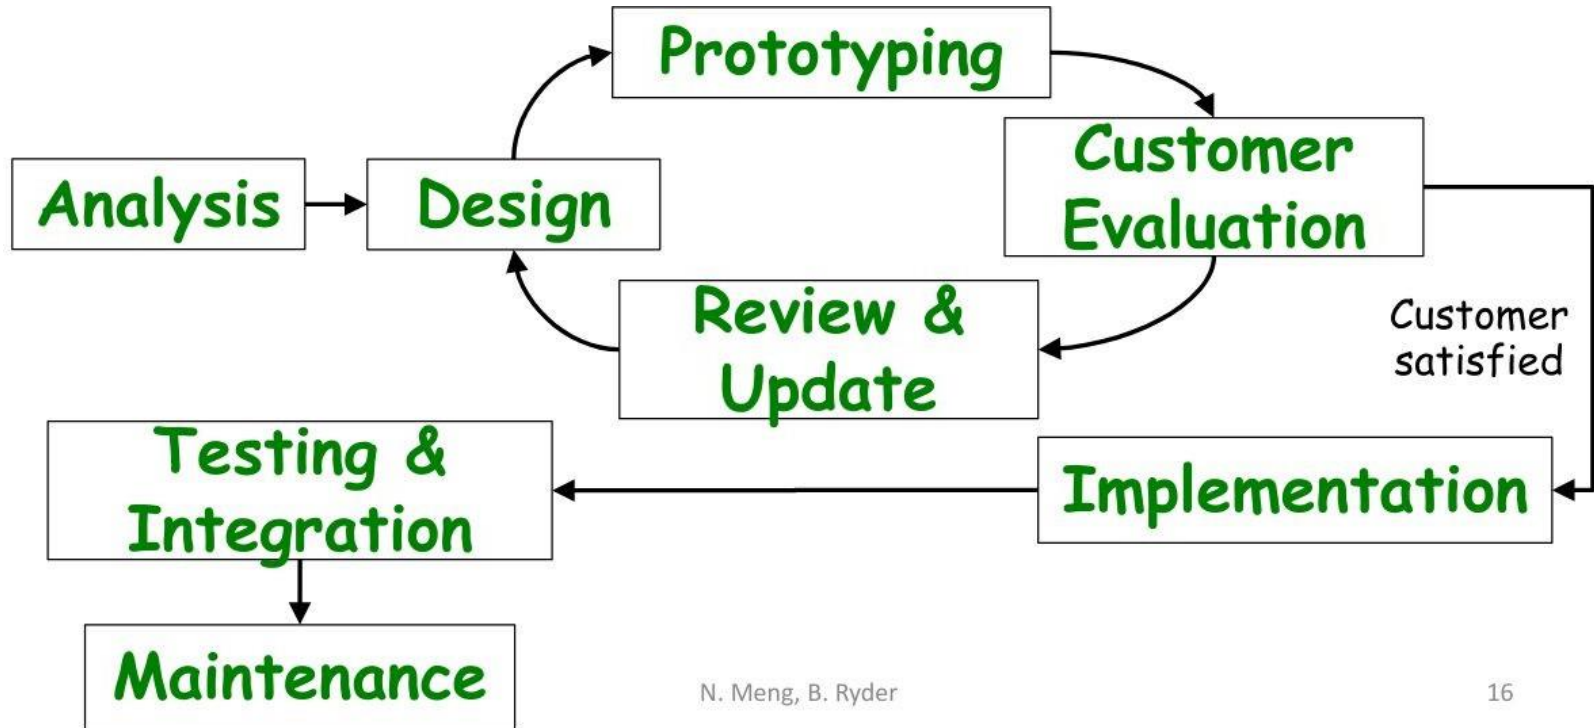 Prototyping
Customer
Evaluation
Analysis
Design
Review &
Update
Customer
satisfied
Testing &
Integration
Implementation
Maintenance
N. Meng, B. Ryder
16